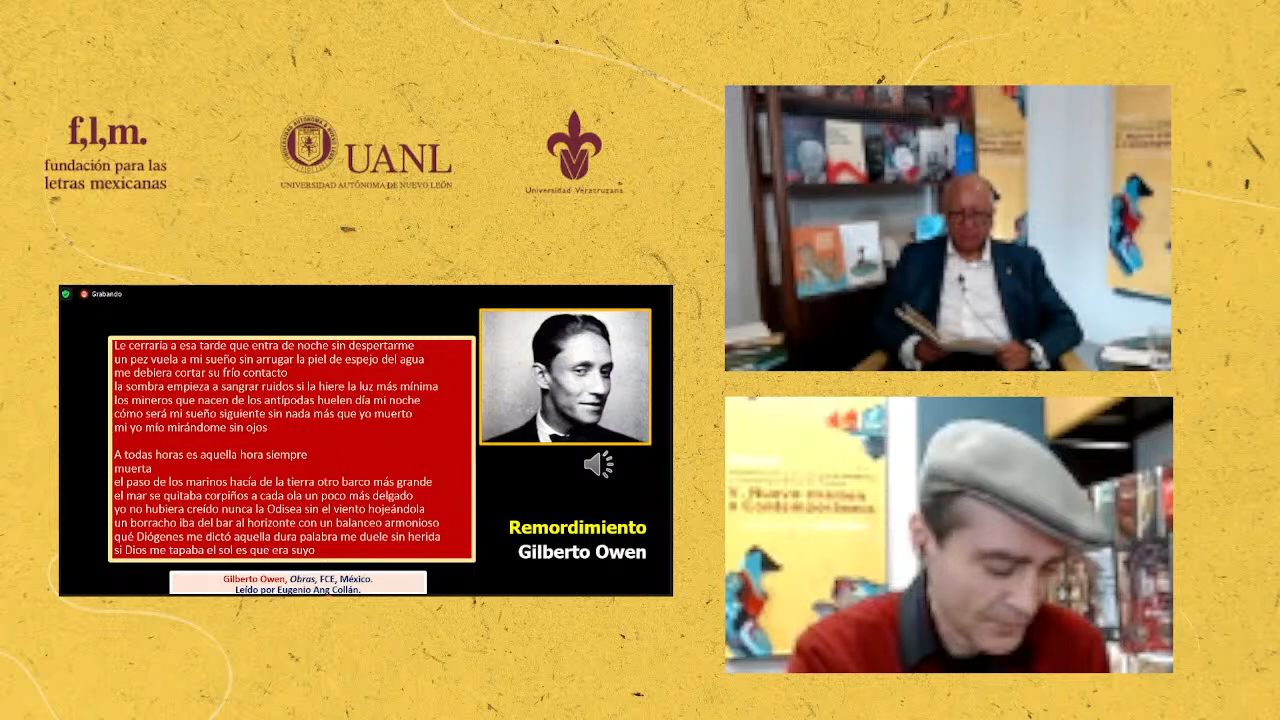 f,l,m.
fundación para las
letras mexicanas
UANL
UNIVERSIDAD AUTÓNOMA DE NUEVO LEÓN
Universidad Veracruzana
Grabando
Le cerraría a esa tarde que entra de noche sin despertarme
un pez vuela a mi sueño sin arrugar la piel de espejo del agua
me debiera cortar su frío contacto
la sombra empieza a sangrar ruidos si la hiere la luz más mínima
los mineros que nacen de los antípodas huelen día mi noche
cómo será mi sueño siguiente sin nada más que yo muerto
mi yo mío mirándome sin ojos
A todas horas es aquella hora siempre
muerta
el paso de los marinos hacía de la tierra otro barco más grande
el mar se quitaba corpiños a cada ola un poco más delgado
yo no hubiera creído nunca la Odisea sin el viento hojeándola
un borracho iba del bar al horizonte con un balanceo armonioso
qué Diógenes me dictó aquella dura palabra me duele sin herida
si Dios me tapaba el sol es que era suyo
Remordimiento
Gilberto Owen
Gilberto Owen, Obras, FCE, México.
Leído por Eugenio Ang Collán.